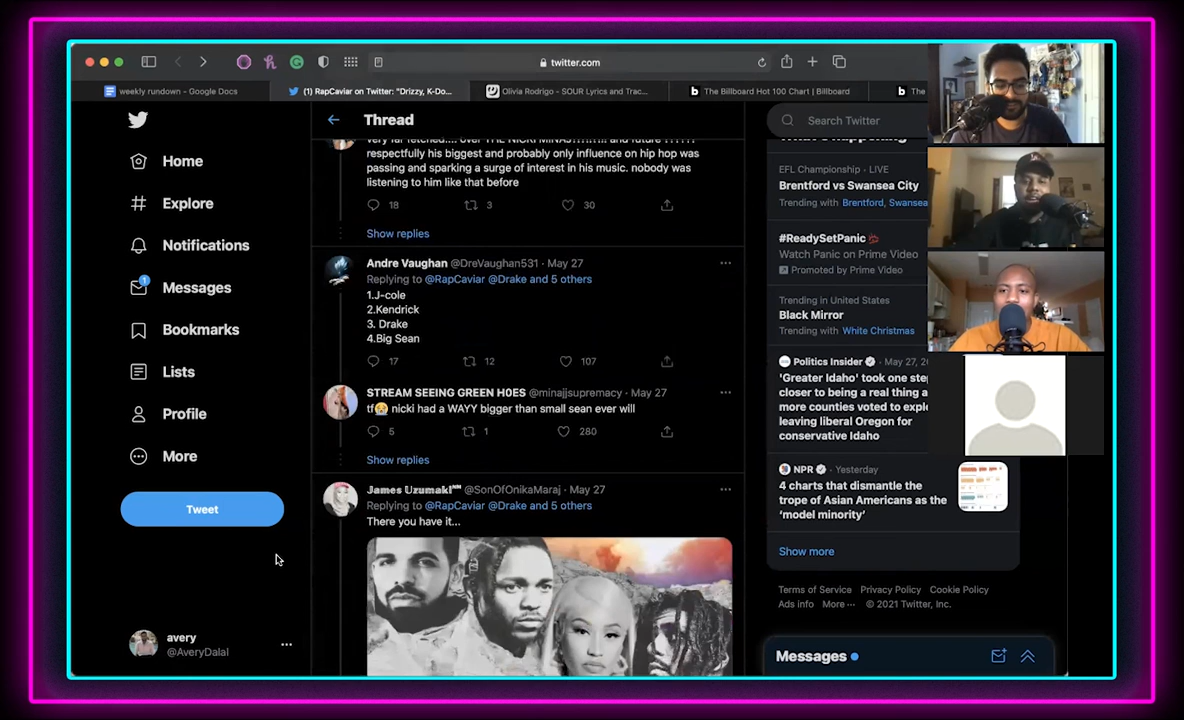 twitter.com
weekly rundown - Google Docs
(1) RapCaviar on Twitter: "Drizzy, K-Do...
Olivia Rodrigo - SOUR Lyrics and Trac...
The Billboard Hot 100 Chart | Billboard
The
Home
Explore
Notifications
1
Messages
Bookmarks
Lists
Profile
More
Tweet
avery
@AveryDalal
Thread
respectfully his biggest and probably only influence on hip hop was
passing and sparking a surge of interest in his music. nobody was
listening to him like that before
18 3 30
Show replies
Andre Vaughan @DreVaughan531 · May 27
Replying to @RapCaviar @Drake and 5 others
1.J-cole
2.Kendrick
3. Drake
4.Big Sean
17 12 107
STREAM SEEING GREEN H0ES @minajjsupremacy · May 27
tf😭 nicki had a WAYY bigger than small sean ever will
5 1 280
Show replies
James Uzumaki @SonOfOnikaMaraj · May 27
Replying to @RapCaviar @Drake and 5 others
There you have it...
Search Twitter
EFL Championship · LIVE
Brentford vs Swansea City
Trending with Brentford, Swansea
#ReadySetPanic
Watch Panic on Prime Video
Promoted by Prime Video
Trending in United States
Black Mirror
Trending with White Christmas
Politics Insider · May 27, 20
'Greater Idaho' took one step
closer to being a real thing a
more counties voted to explo
leaving liberal Oregon for
conservative Idaho
NPR · Yesterday
4 charts that dismantle the
trope of Asian Americans as the
'model minority'
Show more
Terms of Service Privacy Policy Cookie Policy
Ads info More ··· © 2021 Twitter, Inc.
Messages